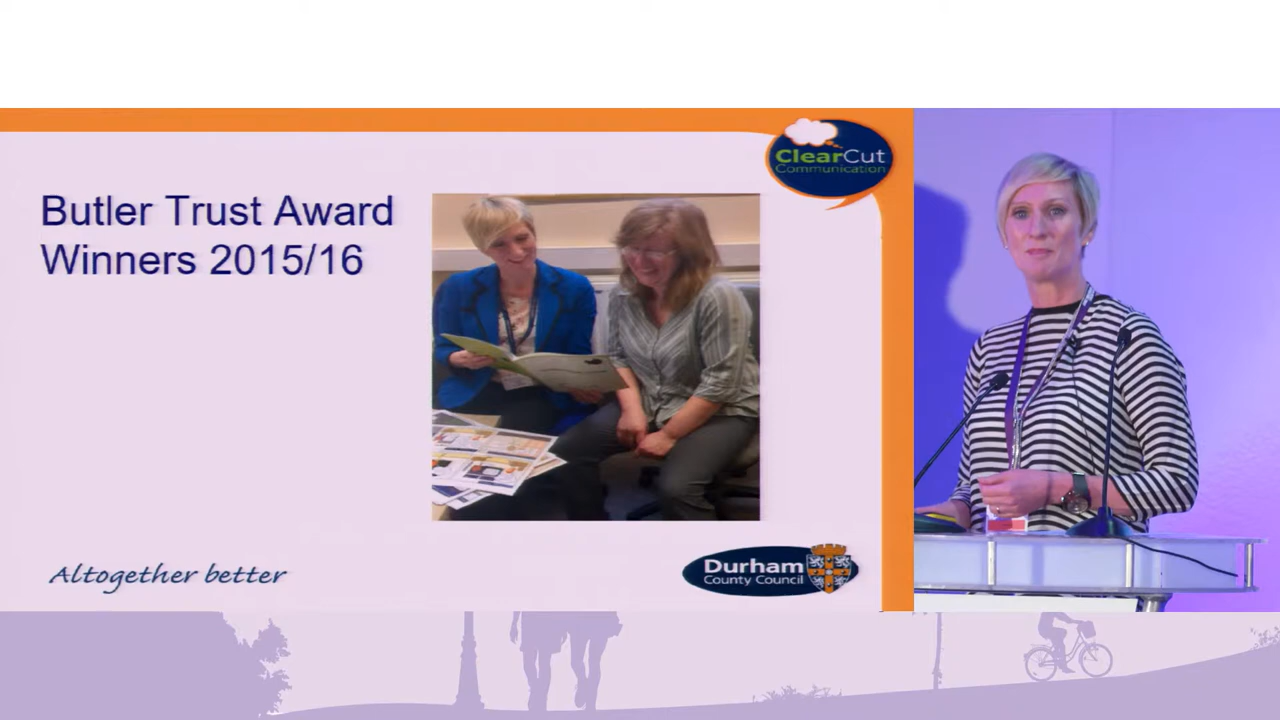 ClearCut
Communication
Butler Trust Award
Winners 2015/16
Altogether better
Durham
County Council